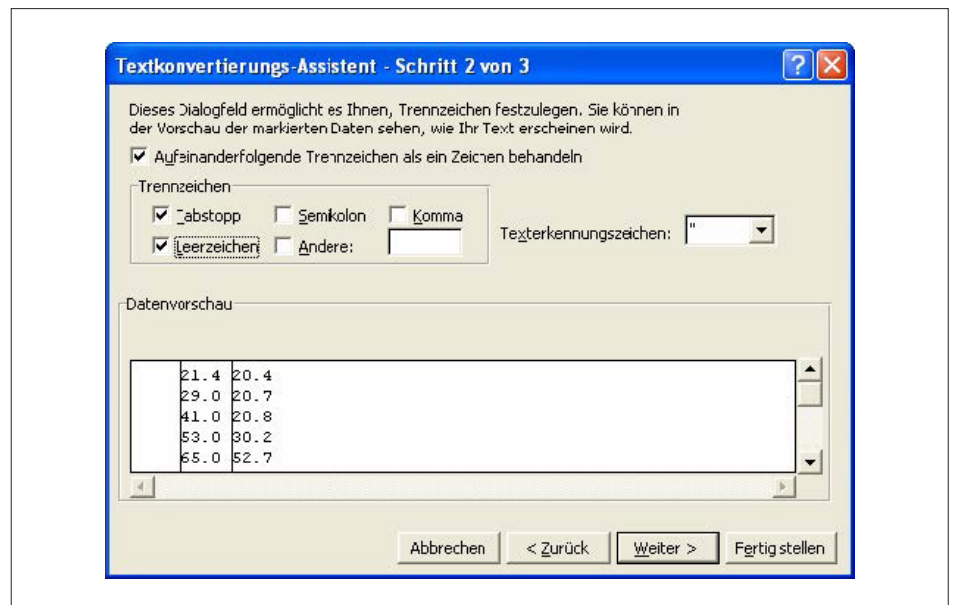 Textkonvertierungs-Assistent - Schritt 2 von 3
Dieses Dialogfeld ermöglicht es Ihnen, Trennzeichen festzulegen. Sie können in
der Vorschau der markierten Daten sehen, wie Ihr Text erscheinen wird.
Aufeinanderfolgende Trennzeichen als ein Zeichen behandeln
Trennzeichen
Tabstopp Semikolon Komma
Leerzeichen Andere:
Texterkennungszeichen: "
Datenvorschau
21.4 20.4
29.0 20.7
41.0 20.8
53.0 30.2
65.0 52.7
Abbrechen < Zurück Weiter > Fertig stellen